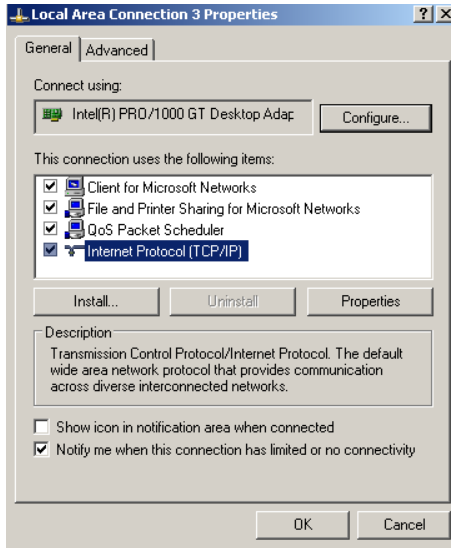 Local Area Connection 3 Properties
General
Advanced
Connect using:
Intel(R) PRO/1000 GT Desktop Adap
Configure...
This connection uses the following items:
Client for Microsoft Networks
File and Printer Sharing for Microsoft Networks
QoS Packet Scheduler
Internet Protocol (TCP/IP)
Install...
Uninstall
Properties
Description
Transmission Control Protocol/Internet Protocol. The default
wide area network protocol that provides communication
across diverse interconnected networks.
Show icon in notification area when connected
Notify me when this connection has limited or no connectivity
OK
Cancel